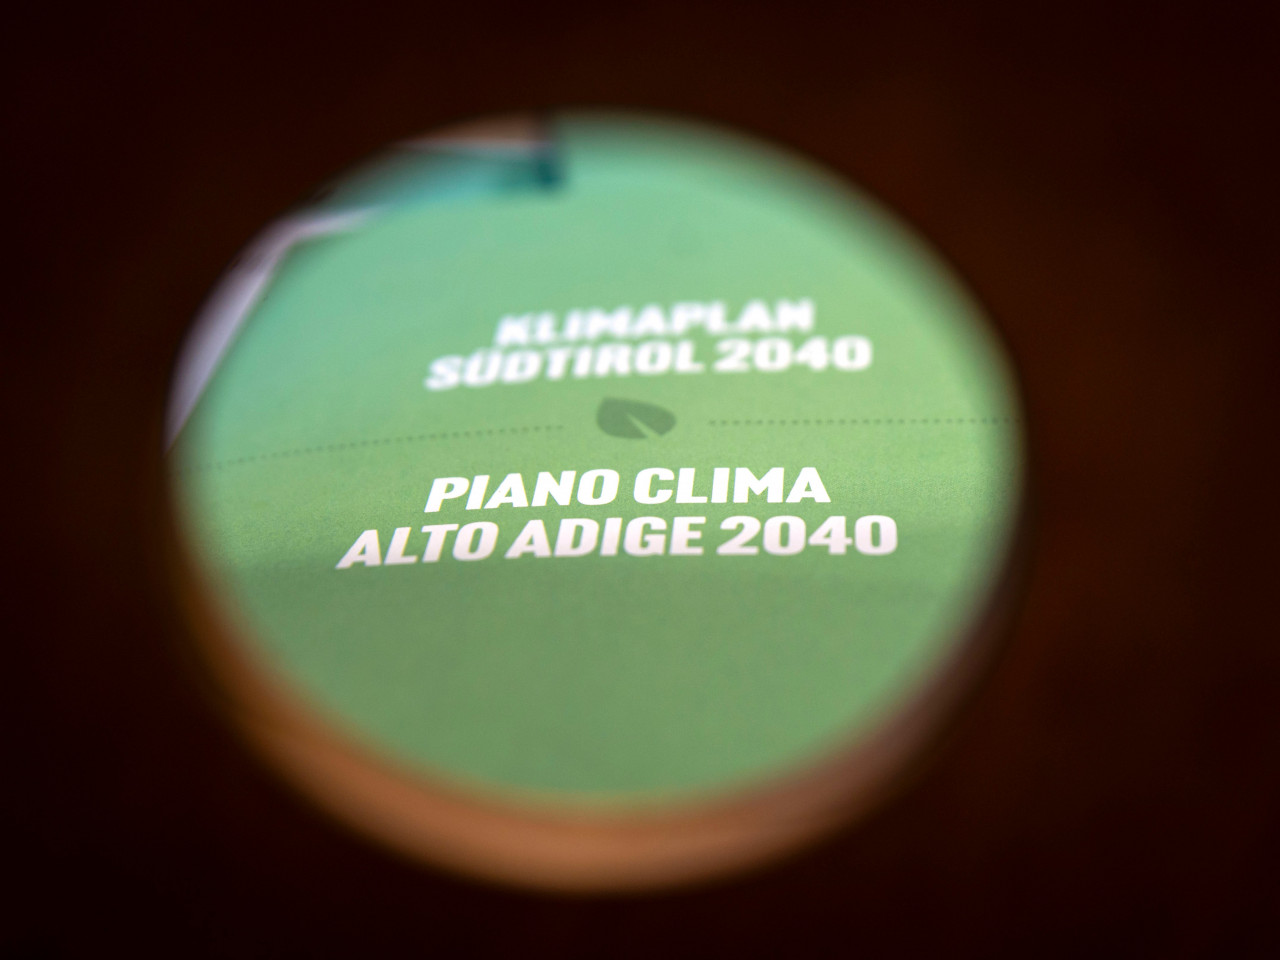 KLIMAPLAN
SÜDTIROL 2040
PIANO CLIMA
ALTO ADIGE 2040